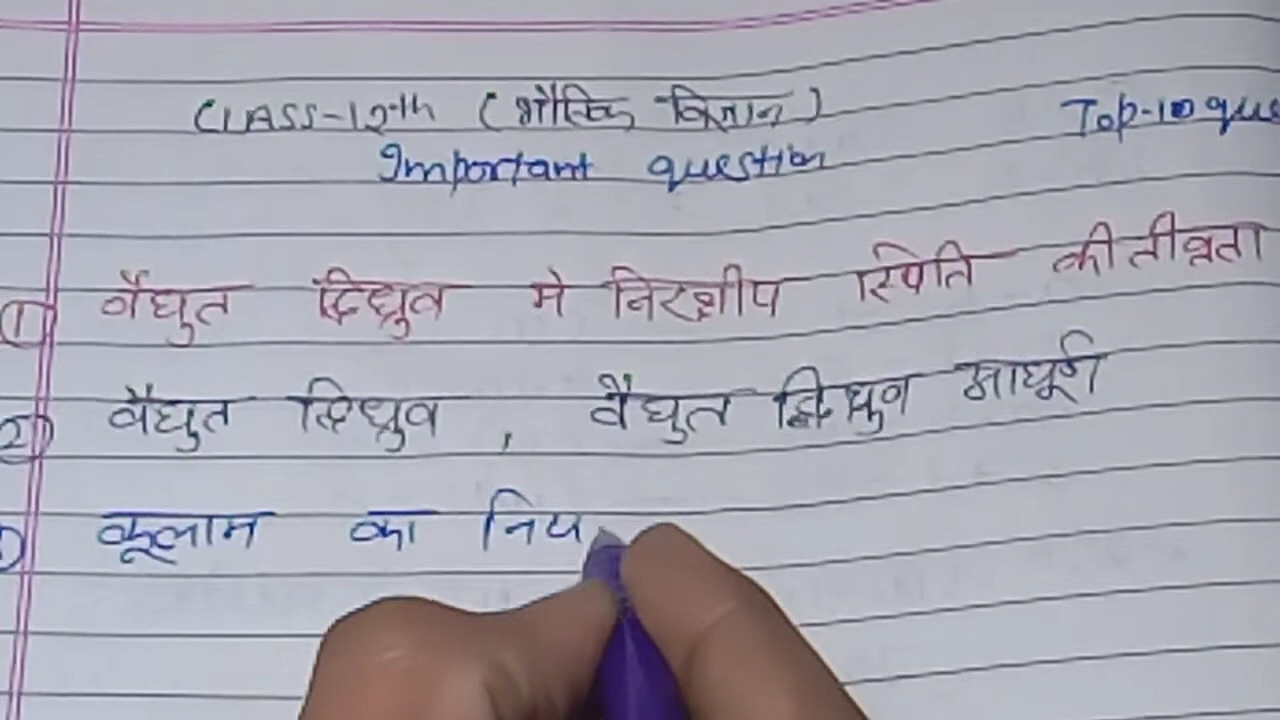 CLASS-12th (भौतिक विज्ञान) Top-10 que
Important question
(1) वैधुत द्विध्रुव मे निरक्षीय स्थिति की तीव्रता
2) वैधुत द्विध्रुव , वैधुत द्विध्रुव आघूर्ण
कूलाम का निय